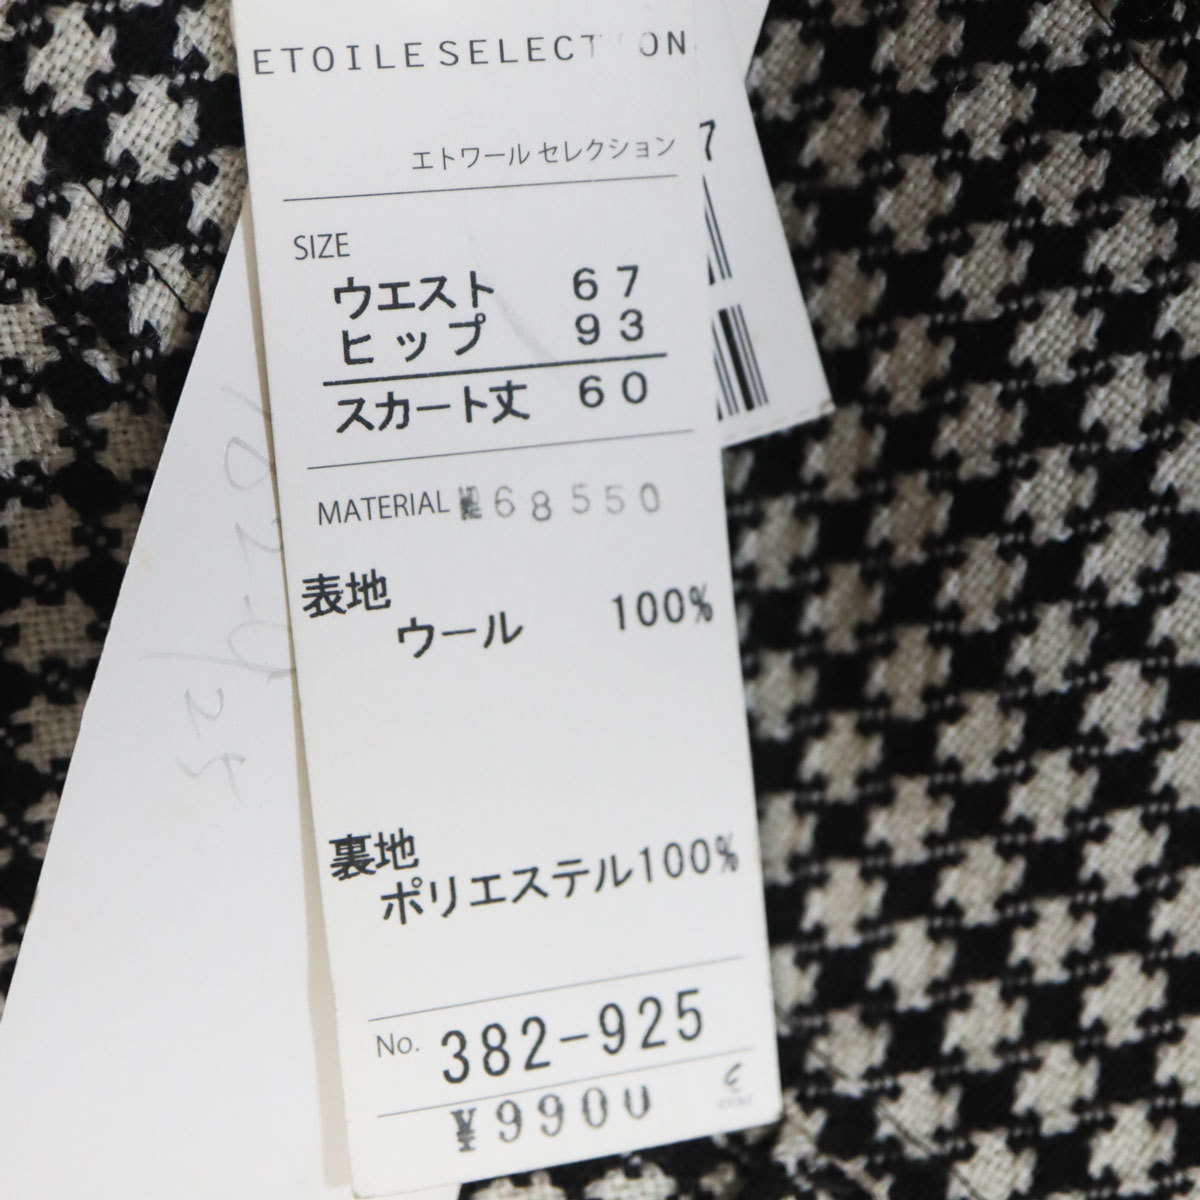 ETOILE SELECTION
エトワール セレクション
7
SIZE
ウエスト 67
ヒップ 93
スカート丈 60
MATERIAL 68550
表地
ウール 100%
裏地
ポリエステル100%
No. 382-925
¥9900